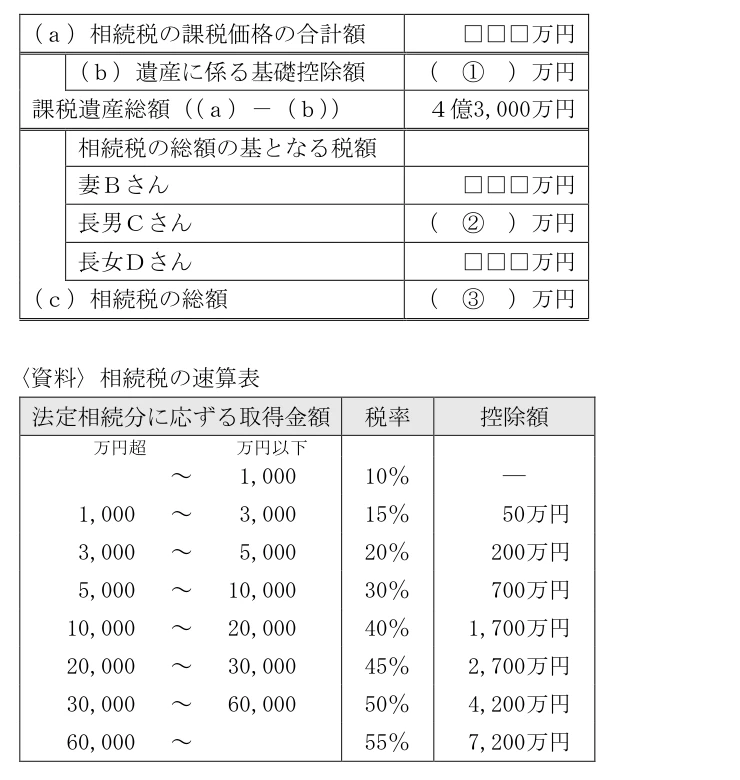 （ａ）相続税の課税価格の合計額 □□□万円
（ｂ）遺産に係る基礎控除額 （　①　）万円
課税遺産総額（（ａ）－（ｂ）） ４億3,000万円
相続税の総額の基となる税額
妻Ｂさん □□□万円
長男Ｃさん （　②　）万円
長女Ｄさん □□□万円
（ｃ）相続税の総額 （　③　）万円
〈資料〉相続税の速算表
法定相続分に応ずる取得金額 税率 控除額
万円超 万円以下
～ 1,000 10％ ―
1,000 ～ 3,000 15％ 50万円
3,000 ～ 5,000 20％ 200万円
5,000 ～ 10,000 30％ 700万円
10,000 ～ 20,000 40％ 1,700万円
20,000 ～ 30,000 45％ 2,700万円
30,000 ～ 60,000 50％ 4,200万円
60,000 ～ 55％ 7,200万円